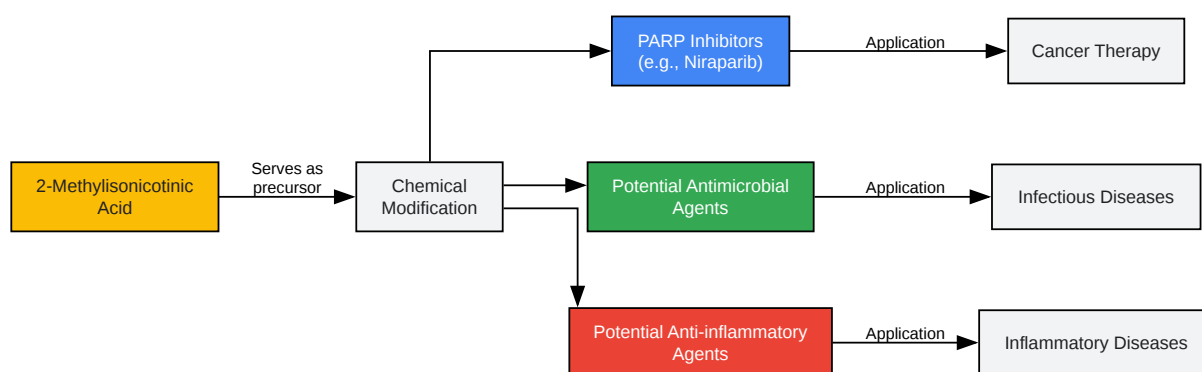 PARP Inhibitors
(e.g., Niraparib)
Application
Cancer Therapy
2-Methylisonicotinic
Acid
Serves as
precursor
Chemical
Modification
Potential Antimicrobial
Agents
Application
Infectious Diseases
Potential Anti-inflammatory
Agents
Application
Inflammatory Diseases